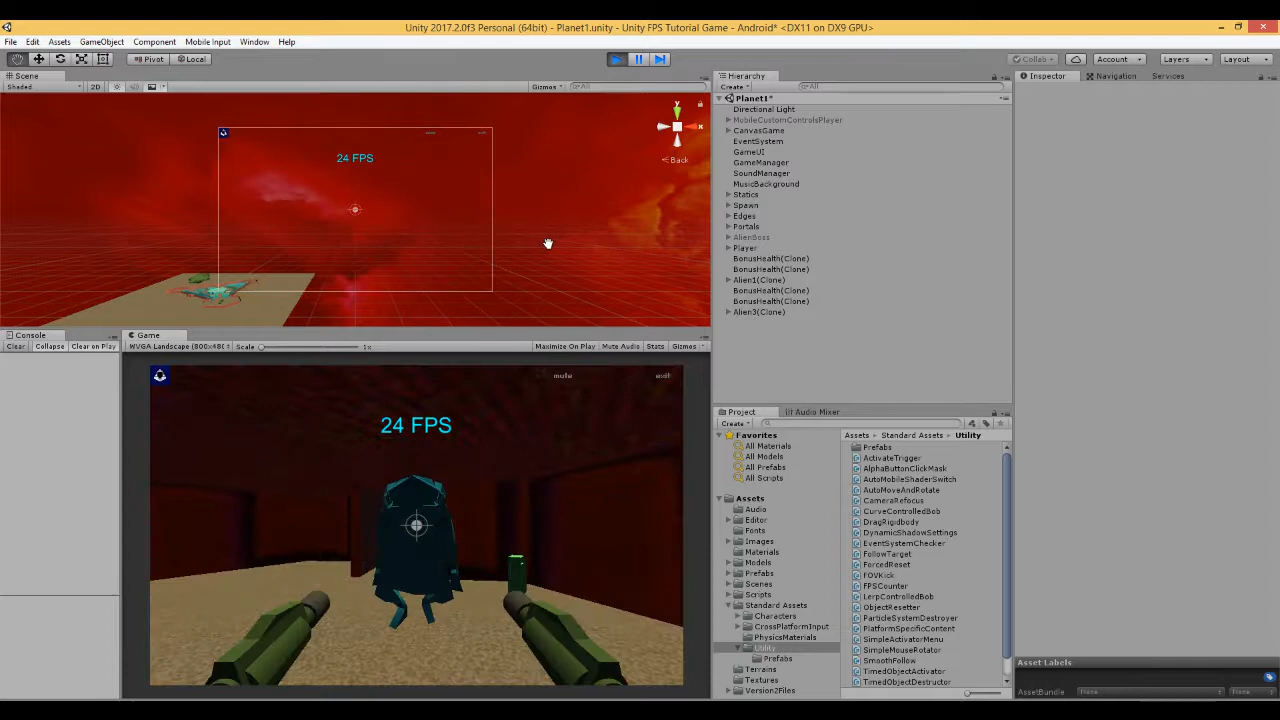 Unity 2017.2.0f3 Personal (64bit) - Planet1.unity - Unity FPS Tutorial Game - Android* <DX11 on DX9 GPU>
File Edit Assets GameObject Component Mobile Input Window Help
Pivot Local Collab Account Layers Layout
Scene
Shaded 2D Gizmos All
24 FPS
y
x
Back
Console
Clear Collapse Clear on Play
Game
WVGA Landscape (800x480 Scale 1x Maximize On Play Mute Audio Stats Gizmos
mute exit
24 FPS
Hierarchy
Create All
Planet1*
Directional Light
MobileCustomControlsPlayer
CanvasGame
EventSystem
GameUI
GameManager
SoundManager
MusicBackground
Statics
Spawn
Edges
Portals
AlienBoss
Player
BonusHealth(Clone)
BonusHealth(Clone)
Alien1(Clone)
BonusHealth(Clone)
BonusHealth(Clone)
Alien3(Clone)
Project Audio Mixer
Create
Favorites
All Materials
All Models
All Prefabs
All Scripts
Assets
Audio
Editor
Fonts
Images
Materials
Models
Prefabs
Scenes
Scripts
Standard Assets
Characters
CrossPlatformInput
PhysicsMaterials
Utility
Prefabs
Terrains
Textures
Version2Files
Assets Standard Assets Utility
Prefabs
ActivateTrigger
AlphaButtonClickMask
AutoMobileShaderSwitch
AutoMoveAndRotate
CameraRefocus
CurveControlledBob
DragRigidbody
DynamicShadowSettings
EventSystemChecker
FollowTarget
ForcedReset
FOVKick
FPSCounter
LerpControlledBob
ObjectResetter
ParticleSystemDestroyer
PlatformSpecificContent
SimpleActivatorMenu
SimpleMouseRotator
SmoothFollow
TimedObjectActivator
TimedObjectDestructor
Inspector Navigation Services
Asset Labels
AssetBundle None None